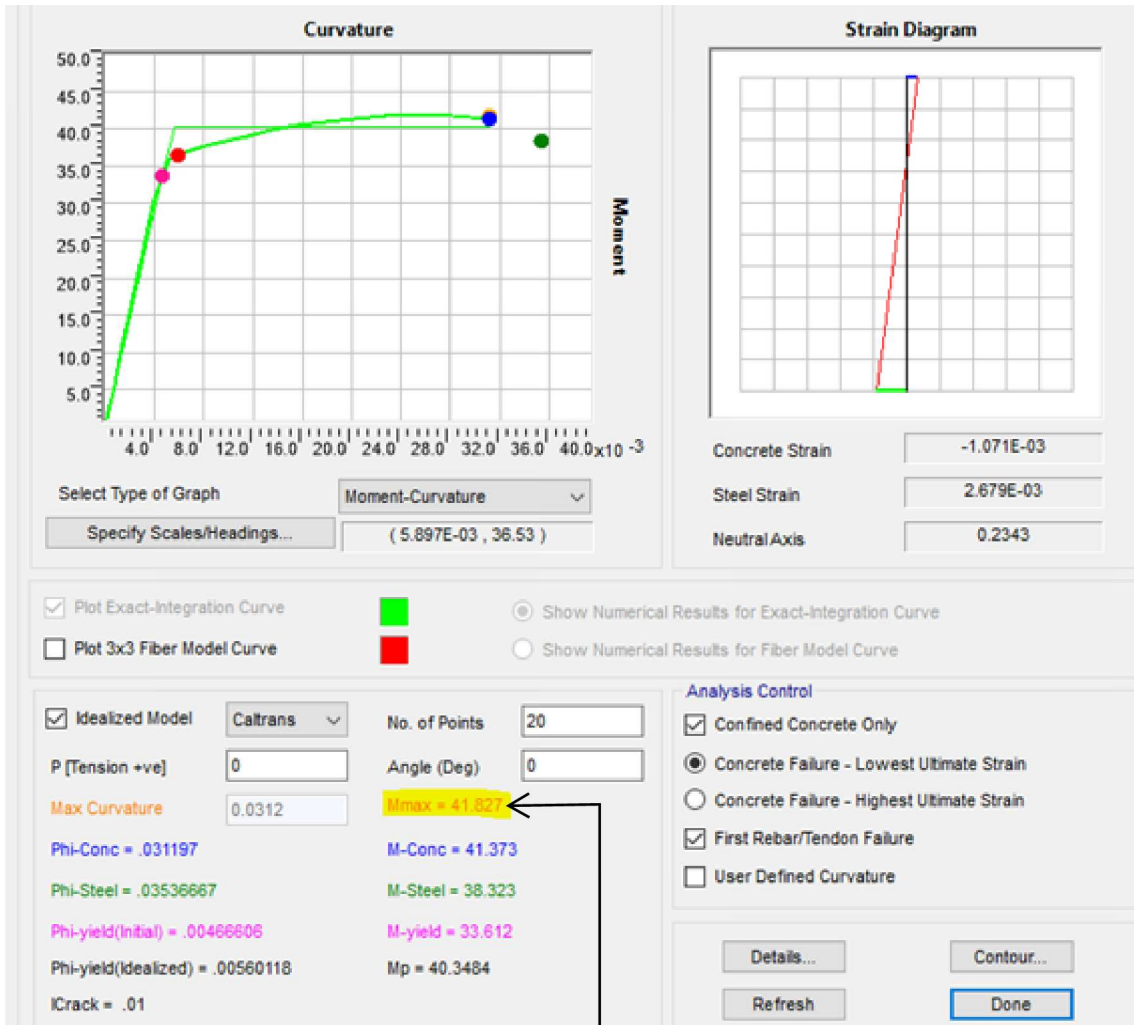 Curvature
50.0
45.0
40.0
35.0
30.0
25.0
20.0
15.0
10.0
5.0
Moment
4.0 8.0 12.0 16.0 20.0 24.0 28.0 32.0 36.0 40.0x10 -3
Select Type of Graph
Moment-Curvature
Specify Scales/Headings...
( 5.897E-03 , 36.53 )
Strain Diagram
Concrete Strain
-1.071E-03
Steel Strain
2.679E-03
Neutral Axis
0.2343
Plot Exact-Integration Curve
Show Numerical Results for Exact-Integration Curve
Plot 3x3 Fiber Model Curve
Show Numerical Results for Fiber Model Curve
Idealized Model
Caltrans
No. of Points
20
P [Tension +ve]
0
Angle (Deg)
0
Max Curvature
0.0312
Mmax = 41.827
Phi-Conc = .031197
M-Conc = 41.373
Phi-Steel = .03536667
M-Steel = 38.323
Phi-yield(Initial) = .00466606
M-yield = 33.612
Phi-yield(Idealized) = .00560118
Mp = 40.3484
ICrack = .01
Analysis Control
Confined Concrete Only
Concrete Failure - Lowest Ultimate Strain
Concrete Failure - Highest Ultimate Strain
First Rebar/Tendon Failure
User Defined Curvature
Details...
Contour...
Refresh
Done